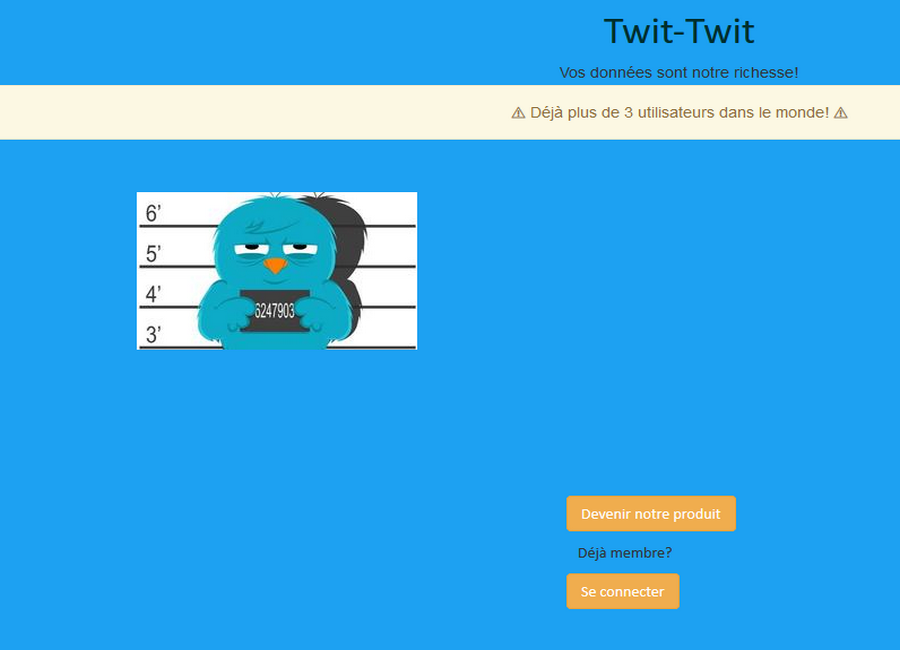 Twit-Twit
Vos données sont notre richesse!
⚠ Déjà plus de 3 utilisateurs dans le monde! ⚠
6’
5’
4’
3’
6247903
Devenir notre produit
Déjà membre?
Se connecter